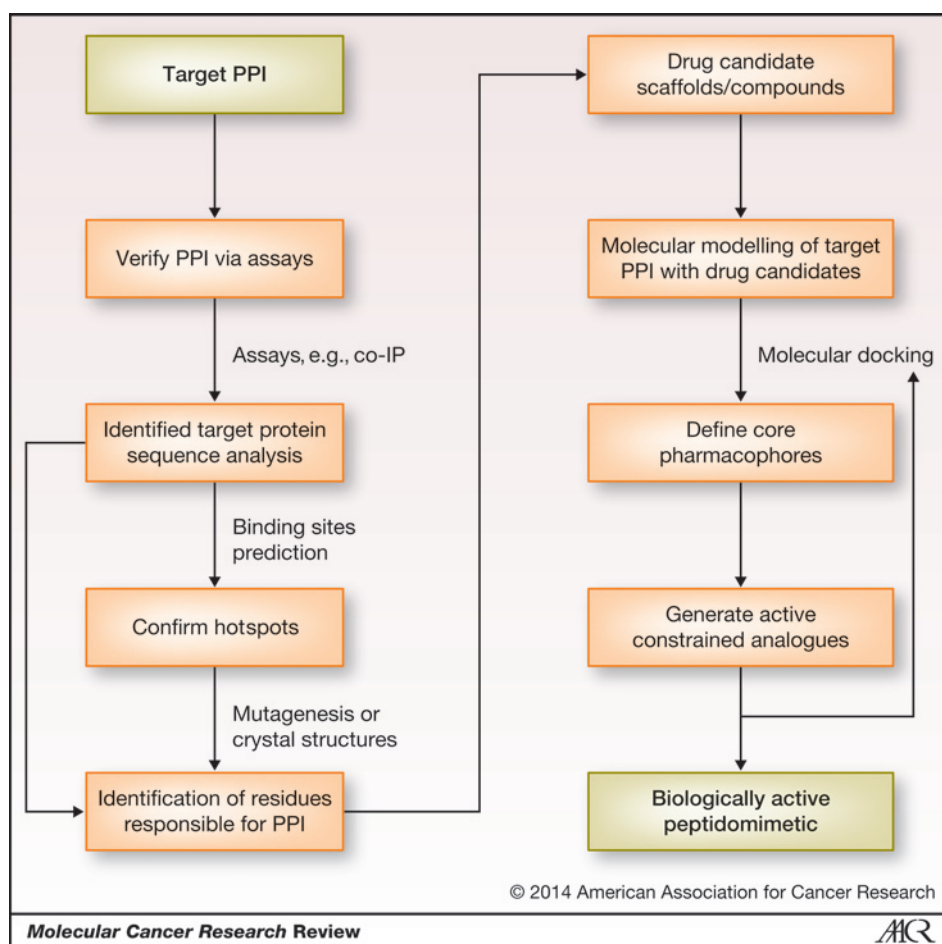 Target PPI
Verify PPI via assays
Assays, e.g., co-IP
Identified target protein
sequence analysis
Binding sites
prediction
Confirm hotspots
Mutagenesis or
crystal structures
Identification of residues
responsible for PPI
Drug candidate
scaffolds/compounds
Molecular modelling of target
PPI with drug candidates
Molecular docking
Define core
pharmacophores
Generate active
constrained analogues
Biologically active
peptidomimetic
© 2014 American Association for Cancer Research
Molecular Cancer Research Review
AACR